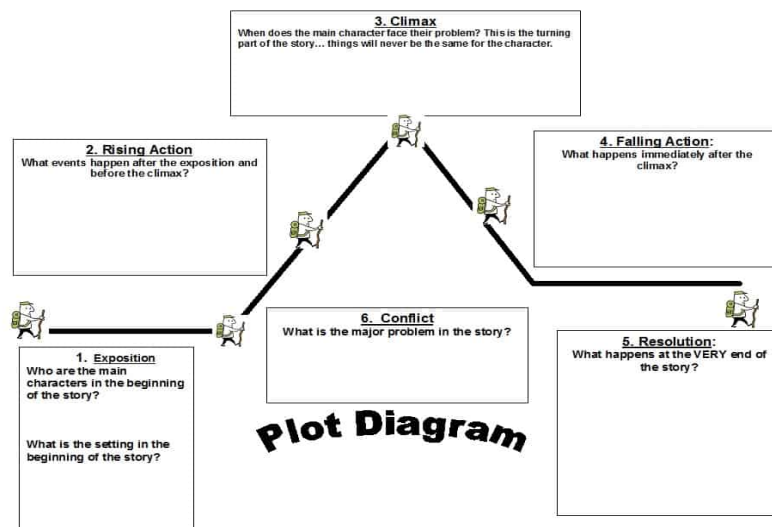 3. Climax
When does the main character face their problem? This is the turning
part of the story... things will never be the same for the character.
2. Rising Action
What events happen after the exposition and
before the climax?
4. Falling Action:
What happens immediately after the
climax?
6. Conflict
What is the major problem in the story?
1. Exposition
Who are the main
characters in the beginning
of the story?
What is the setting in the
beginning of the story?
5. Resolution:
What happens at the VERY end of
the story?
Plot Diagram